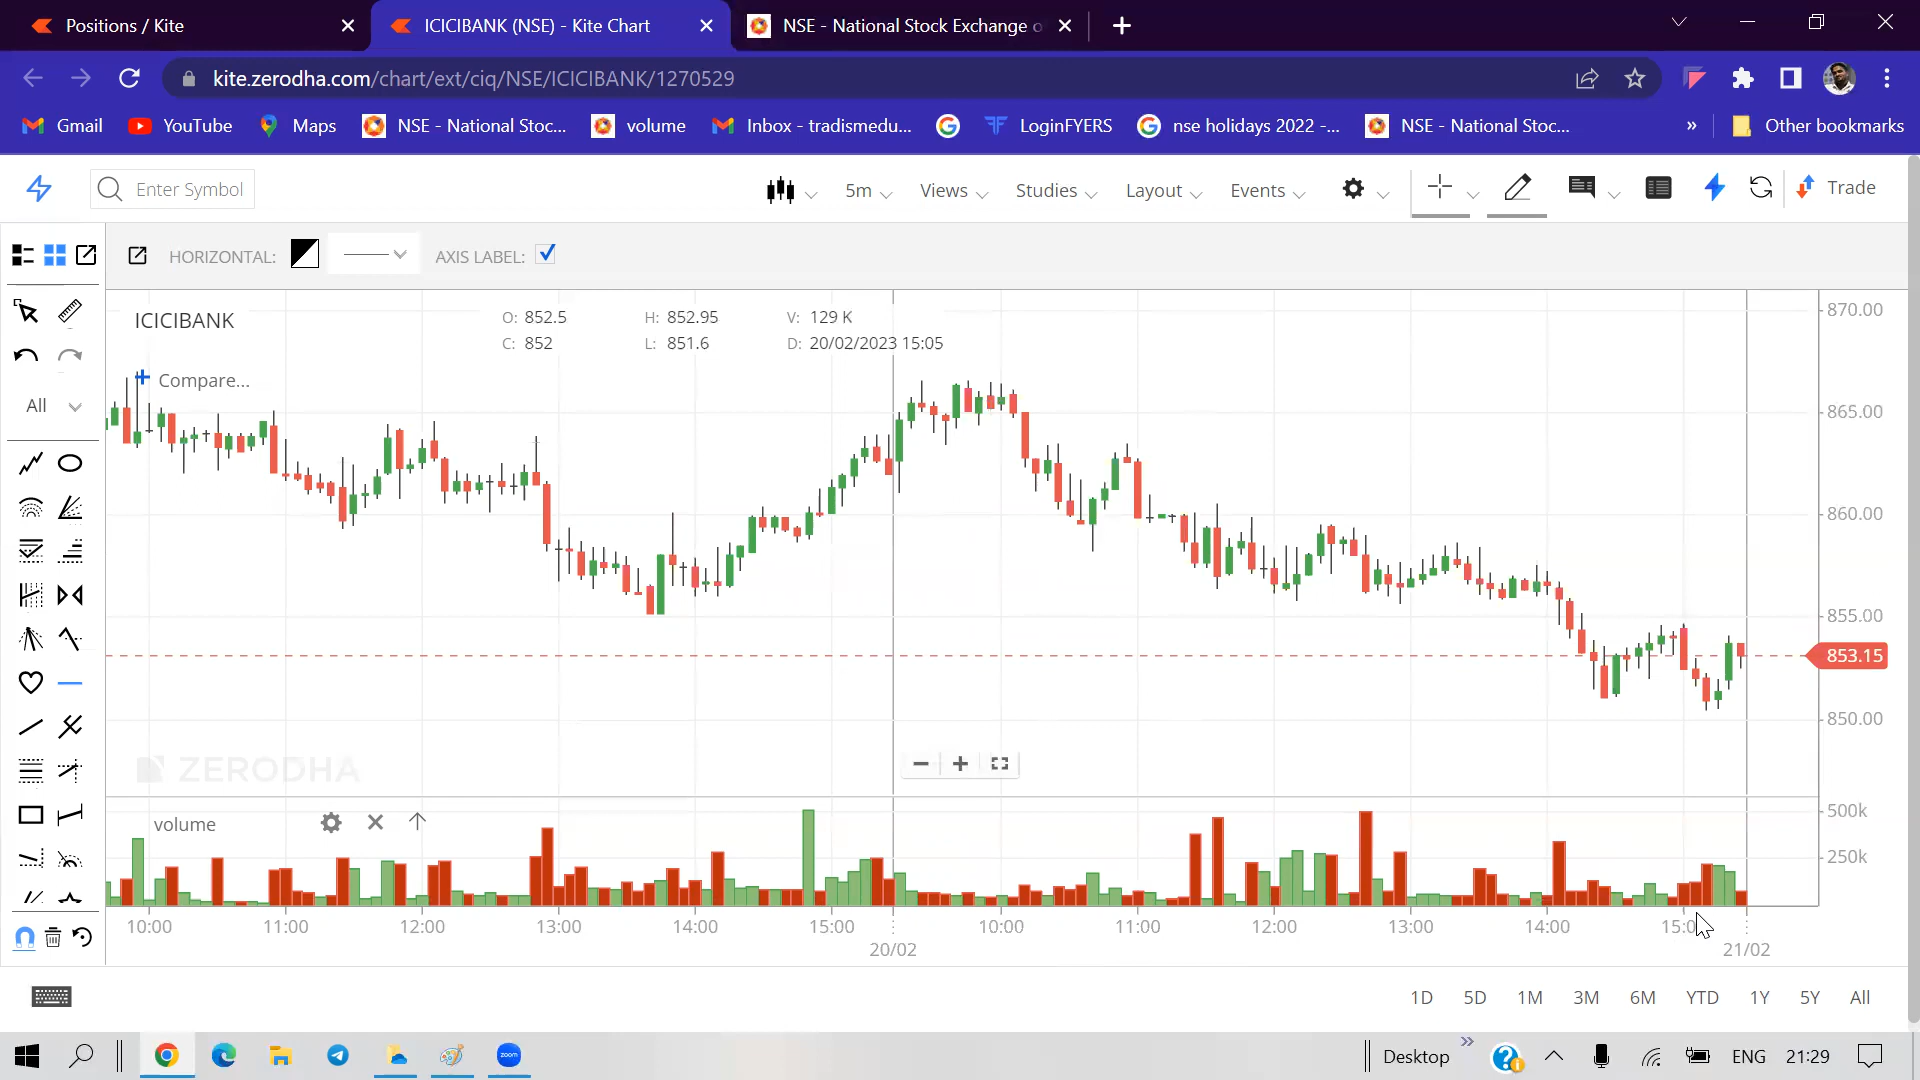 Positions / Kite
ICICIBANK (NSE) - Kite Chart
NSE - National Stock Exchange o
kite.zerodha.com/chart/ext/ciq/NSE/ICICIBANK/1270529
Gmail
YouTube
Maps
NSE - National Stoc...
volume
Inbox - tradismedu...
LoginFYERS
nse holidays 2022 -...
NSE - National Stoc...
»
Other bookmarks
Enter Symbol
5m
Views
Studies
Layout
Events
Trade
HORIZONTAL:
AXIS LABEL:
ICICIBANK
O: 852.5
H: 852.95
V: 129 K
C: 852
L: 851.6
D: 20/02/2023 15:05
Compare...
All
870.00
865.00
860.00
855.00
853.15
850.00
ZERODHA
volume
500k
250k
10:00
11:00
12:00
13:00
14:00
15:00
20/02
10:00
11:00
12:00
13:00
14:00
15:0
21/02
1D
5D
1M
3M
6M
YTD
1Y
5Y
All
zoom
Desktop
ENG
21:29